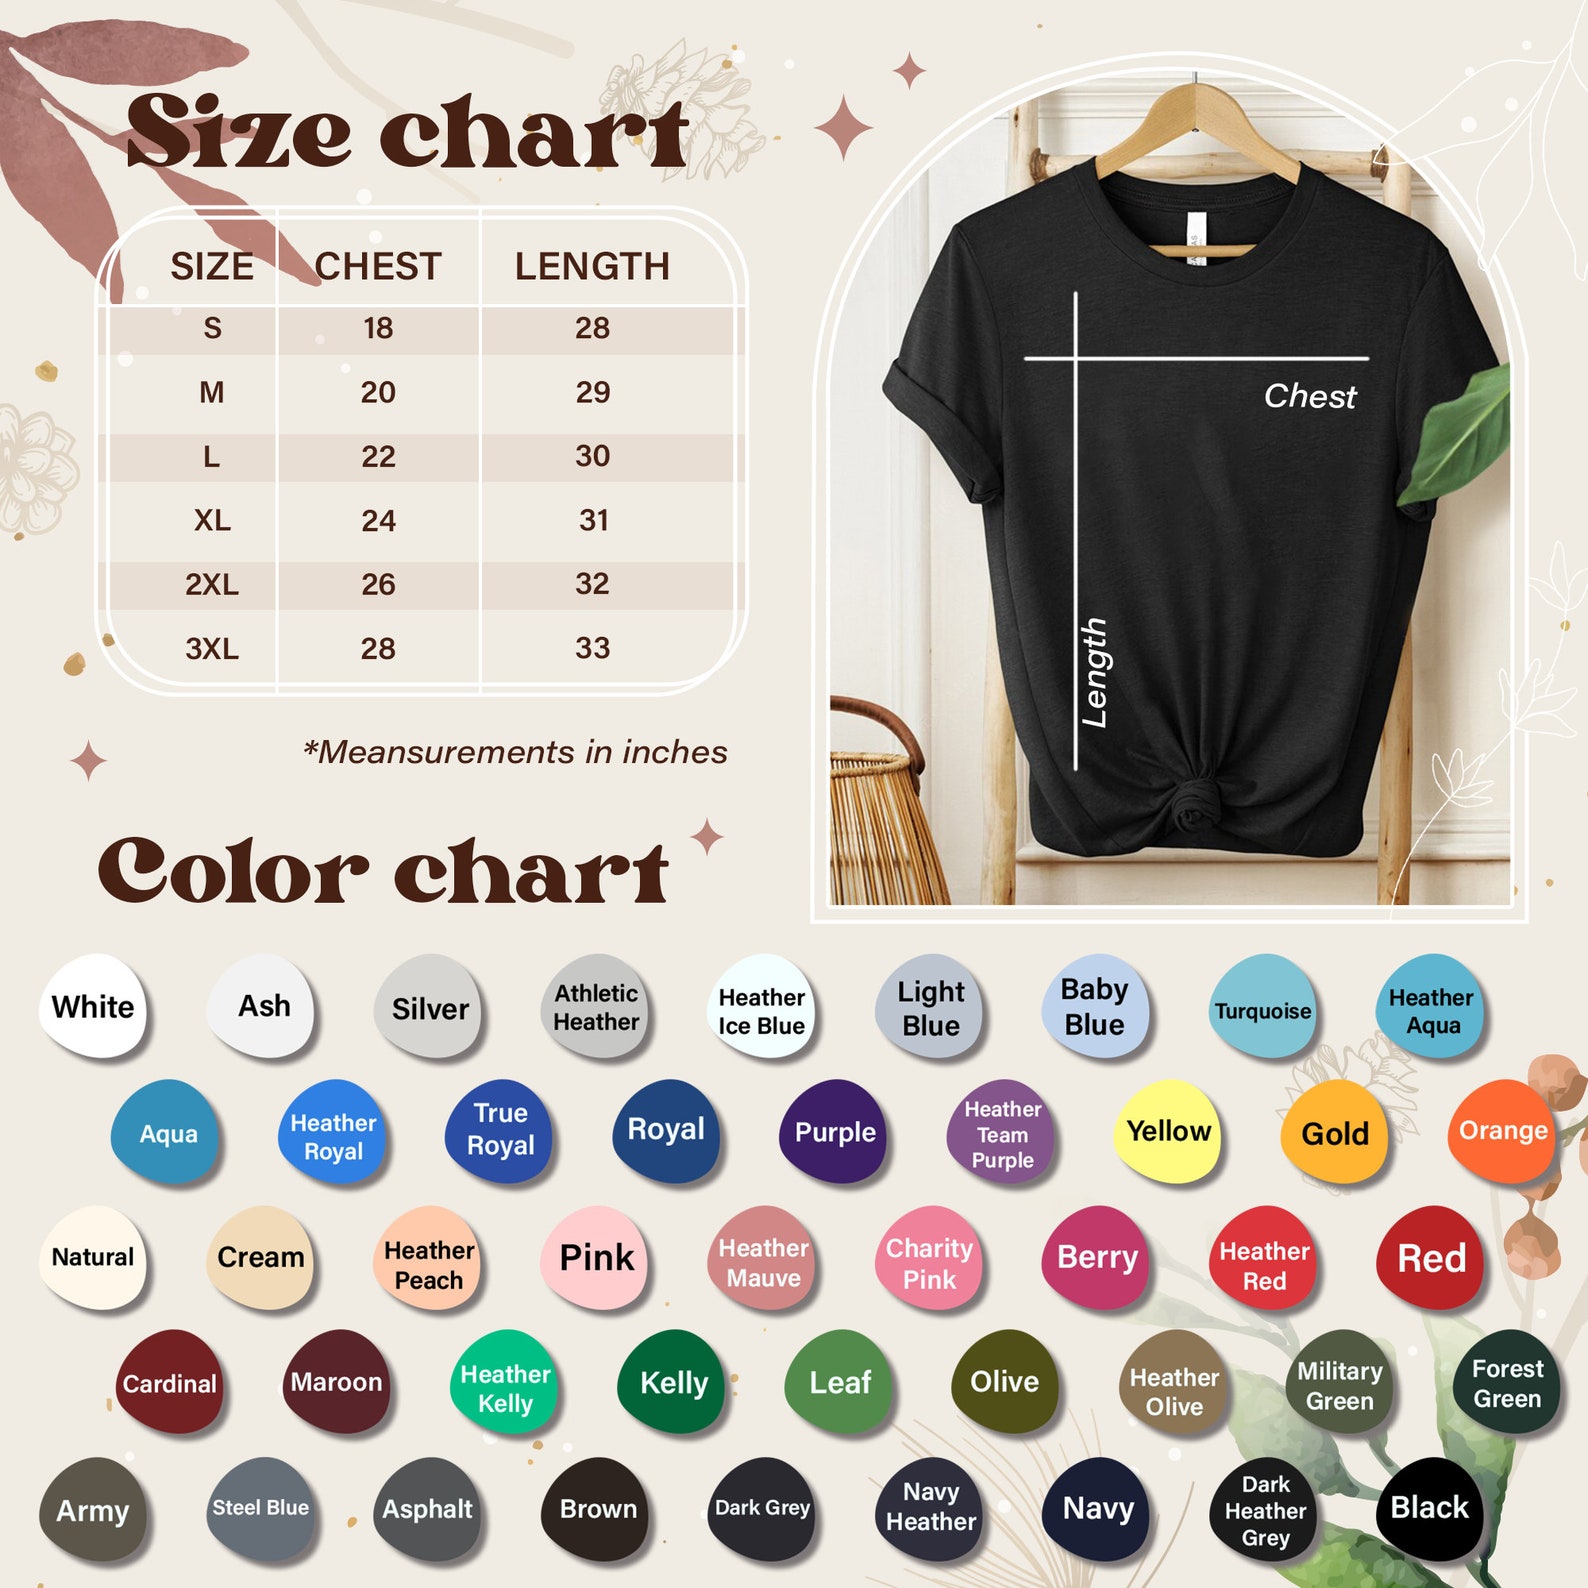 Size chart
SIZE CHEST LENGTH
S 18 28
M 20 29
L 22 30
XL 24 31
2XL 26 32
3XL 28 33
*Meansurements in inches
Chest
Length
Color chart
White
Ash
Silver
Athletic
Heather
Heather
Ice Blue
Light
Blue
Baby
Blue
Turquoise
Heather
Aqua
Aqua
Heather
Royal
True
Royal
Royal
Purple
Heather
Team
Purple
Yellow
Gold
Orange
Natural
Cream
Heather
Peach
Pink
Heather
Mauve
Charity
Pink
Berry
Heather
Red
Red
Cardinal
Maroon
Heather
Kelly
Kelly
Leaf
Olive
Heather
Olive
Military
Green
Forest
Green
Army
Steel Blue
Asphalt
Brown
Dark Grey
Navy
Heather
Navy
Dark
Heather
Grey
Black